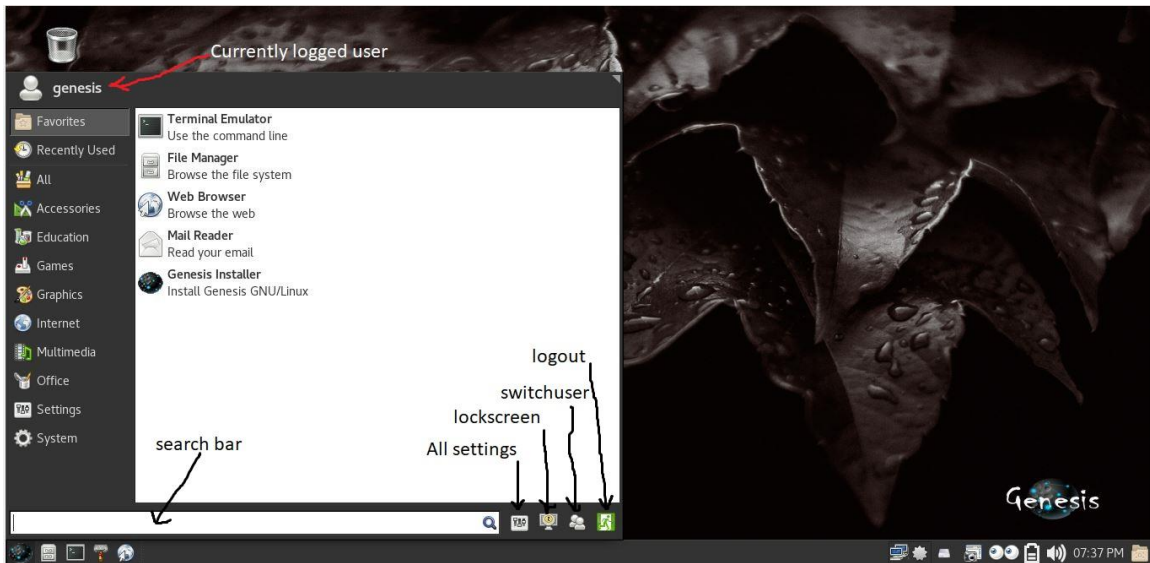 Currently logged user
genesis
Favorites
Recently Used
All
Accessories
Education
Games
Graphics
Internet
Multimedia
Office
Settings
System
Terminal Emulator
Use the command line
File Manager
Browse the file system
Web Browser
Browse the web
Mail Reader
Read your email
Genesis Installer
Install Genesis GNU/Linux
logout
switchuser
lockscreen
All settings
search bar
Genesis
07:37 PM